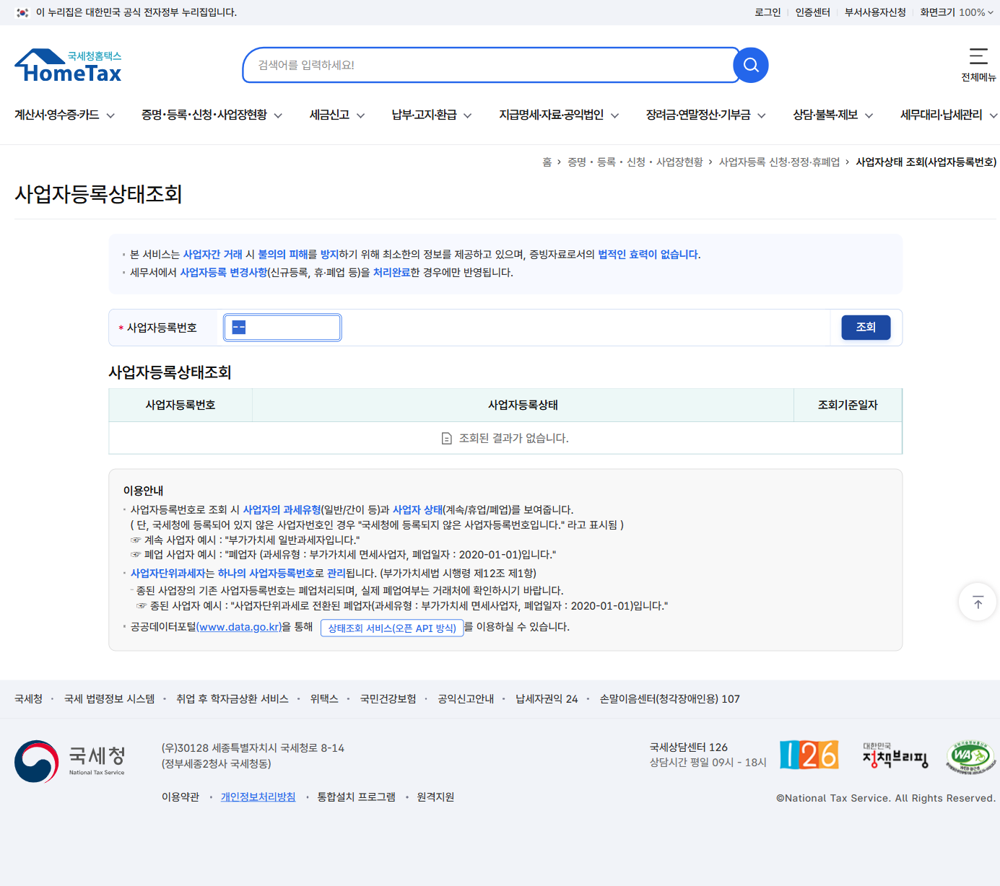 이 누리집은 대한민국 공식 전자정부 누리집입니다.
로그인 인증센터 부서사용자신청 화면크기 100%
국세청홈택스
HomeTax
검색어를 입력하세요!
전체메뉴
계산서·영수증·카드 증명·등록·신청·사업장현황 세금신고 납부·고지·환급 지급명세·자료·공익법인 장려금·연말정산·기부금 상담·불복·제보 세무대리·납세관리
홈 > 증명・등록・신청・사업장현황 > 사업자등록 신청·정정·휴폐업 > 사업자상태 조회(사업자등록번호)
사업자등록상태조회
본 서비스는 사업자간 거래 시 불의의 피해를 방지하기 위해 최소한의 정보를 제공하고 있으며, 증빙자료로서의 법적인 효력이 없습니다.
세무서에서 사업자등록 변경사항(신규등록, 휴·폐업 등)을 처리완료한 경우에만 반영됩니다.
* 사업자등록번호 -- 조회
사업자등록상태조회
사업자등록번호 사업자등록상태 조회기준일자
조회된 결과가 없습니다.
이용안내
· 사업자등록번호로 조회 시 사업자의 과세유형(일반/간이 등)과 사업자 상태(계속/휴업/폐업)를 보여줍니다.
( 단, 국세청에 등록되어 있지 않은 사업자번호인 경우 "국세청에 등록되지 않은 사업자등록번호입니다." 라고 표시됨 )
☞ 계속 사업자 예시 : "부가가치세 일반과세자입니다."
☞ 폐업 사업자 예시 : "폐업자 (과세유형 : 부가가치세 면세사업자, 폐업일자 : 2020-01-01)입니다."
· 사업자단위과세자는 하나의 사업자등록번호로 관리됩니다. (부가가치세법 시행령 제12조 제1항)
- 종된 사업장의 기존 사업자등록번호는 폐업처리되며, 실제 폐업여부는 거래처에 확인하시기 바랍니다.
☞ 종된 사업자 예시 : "사업자단위과세로 전환된 폐업자(과세유형 : 부가가치세 면세사업자, 폐업일자 : 2020-01-01)입니다."
· 공공데이터포털(www.data.go.kr)을 통해 상태조회 서비스(오픈 API 방식)를 이용하실 수 있습니다.
국세청 · 국세 법령정보 시스템 · 취업 후 학자금상환 서비스 · 위택스 · 국민건강보험 · 공익신고안내 · 납세자권익 24 · 손말이음센터(청각장애인용) 107
국세청
National Tax Service
(우)30128 세종특별자치시 국세청로 8-14
(정부세종2청사 국세청동)
이용약관 · 개인정보처리방침 · 통합설치 프로그램 · 원격지원
국세상담센터 126
상담시간 평일 09시 - 18시
126
대한민국
정책브리핑
WA
©National Tax Service. All Rights Reserved.